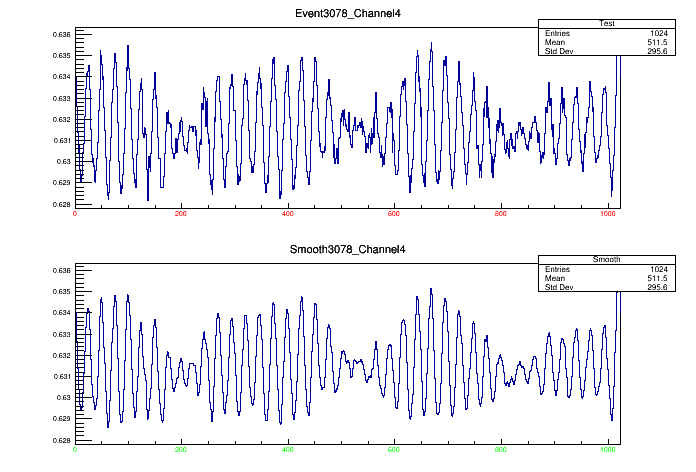 Event3078_Channel4
Test
Entries 1024
Mean 511.5
Std Dev 295.6
0.636
0.635
0.634
0.633
0.632
0.631
0.63
0.629
0.628
0 200 400 600 800 1000
Smooth3078_Channel4
Smooth
Entries 1024
Mean 511.5
Std Dev 295.6
0.636
0.635
0.634
0.633
0.632
0.631
0.63
0.629
0.628
0 200 400 600 800 1000